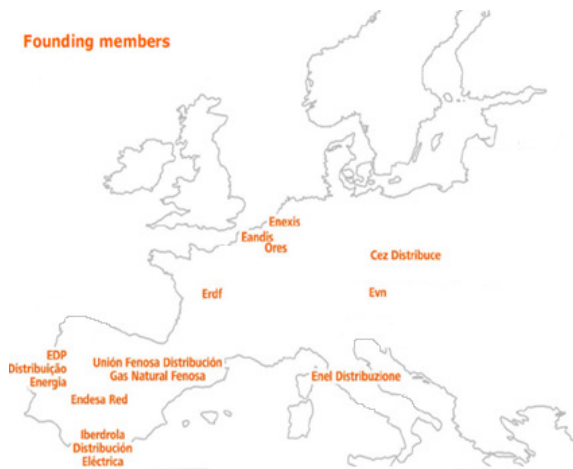 Founding members
Enexis
Eandis
Ores
Cez Distribuce
Erdf
Evn
EDP
Distribuição
Energia
Unión Fenosa Distribución
Gas Natural Fenosa
Enel Distribuzione
Endesa Red
Iberdrola
Distribución
Eléctrica